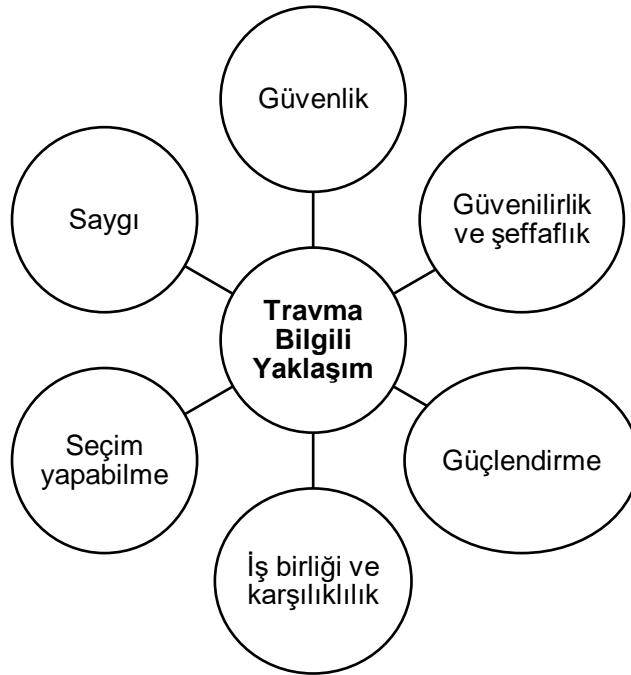 Güvenlik
Güvenilirlik
ve şeffaflık
Güçlendirme
İş birliği ve
karşılıklılık
Seçim
yapabilme
Saygı
Travma
Bilgili
Yaklaşım